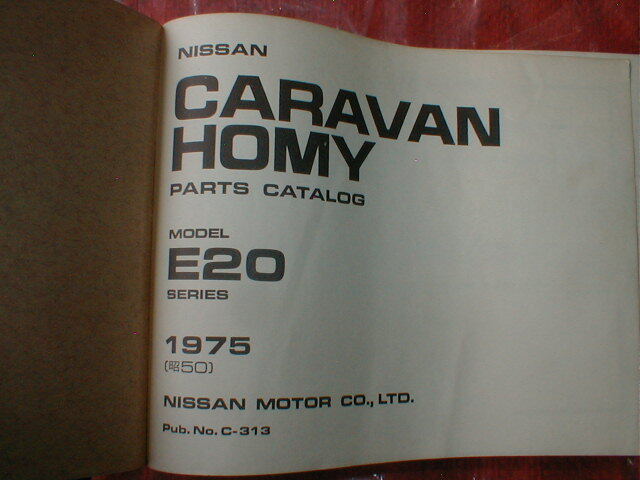 NISSAN
CARAVAN
HOMY
PARTS CATALOG
MODEL
E20
SERIES
1975
(昭50)
NISSAN MOTOR CO., LTD.
Pub. No. C-313